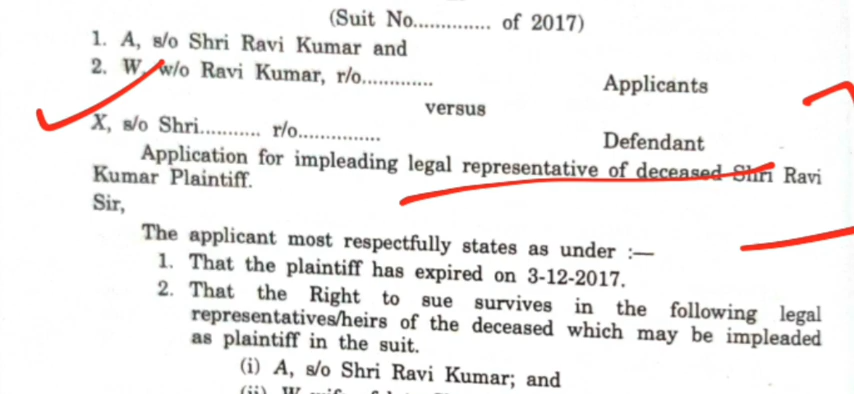 (Suit No.............. of 2017)
1. A, s/o Shri Ravi Kumar and
2. W, w/o Ravi Kumar, r/o.............
Applicants
versus
X, s/o Shri........... r/o...............
Defendant
Application for impleading legal representative of deceased Shri Ravi
Kumar Plaintiff.
Sir,
The applicant most respectfully states as under :—
1. That the plaintiff has expired on 3-12-2017.
2. That the Right to sue survives in the following legal
representatives/heirs of the deceased which may be impleaded
as plaintiff in the suit.
(i) A, s/o Shri Ravi Kumar; and
(ii) W